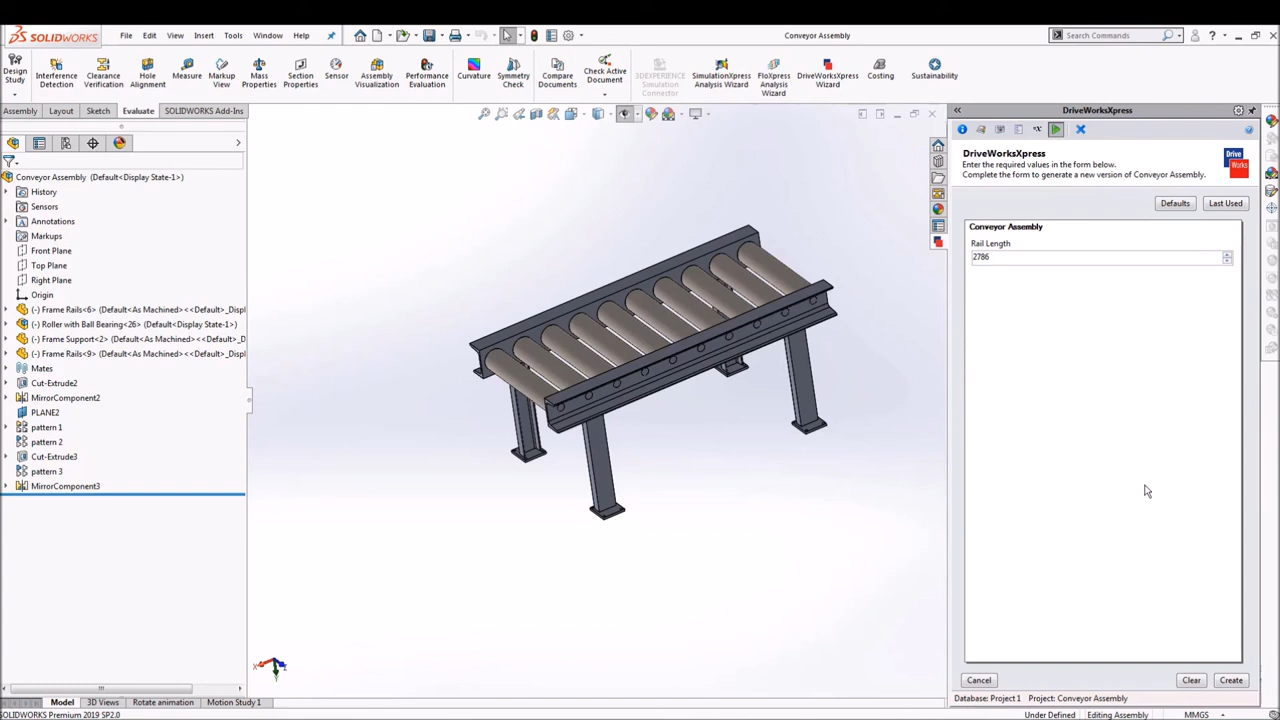 SOLIDWORKS
File Edit View Insert Tools Window Help
Conveyor Assembly
Search Commands
Design Study
Interference Detection
Clearance Verification
Hole Alignment
Measure
Markup View
Mass Properties
Section Properties
Sensor
Assembly Visualization
Performance Evaluation
Curvature
Symmetry Check
Compare Documents
Check Active Document
3DEXPERIENCE Simulation Connector
SimulationXpress Analysis Wizard
FloXpress Analysis Wizard
DriveWorksXpress Wizard
Costing
Sustainability
Assembly Layout Sketch Evaluate SOLIDWORKS Add-Ins
Conveyor Assembly (Default<Display State-1>)
History
Sensors
Annotations
Markups
Front Plane
Top Plane
Right Plane
Origin
(-) Frame Rails<6> (Default<As Machined><<Default>_Displ
(-) Roller with Ball Bearing<26> (Default<Display State-1>)
(-) Frame Support<2> (Default<As Machined><<Default>_Displ
(-) Frame Rails<9> (Default<As Machined><<Default>_Displ
Mates
Cut-Extrude2
MirrorComponent2
PLANE2
pattern 1
pattern 2
Cut-Extrude3
pattern 3
MirrorComponent3
DriveWorksXpress
DriveWorksXpress
Enter the required values in the form below.
Complete the form to generate a new version of Conveyor Assembly.
Drive Works
Defaults Last Used
Conveyor Assembly
Rail Length
2786
Cancel Clear Create
Database: Project 1 Project: Conveyor Assembly
Model 3D Views Rotate animation Motion Study 1
SOLIDWORKS Premium 2019 SP2.0
Under Defined Editing Assembly MMGS